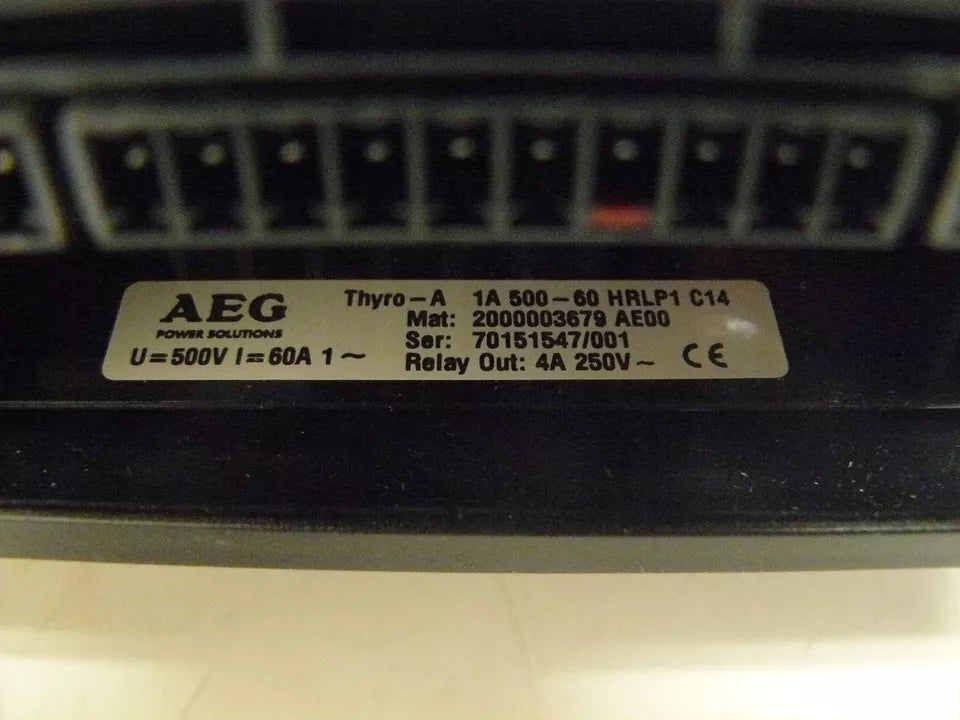 AEG
POWER SOLUTIONS
U=500V I=60A 1~
Thyro-A 1A 500-60 HRLP1 C14
Mat: 2000003679 AE00
Ser: 70151547/001
Relay Out: 4A 250V~ CE